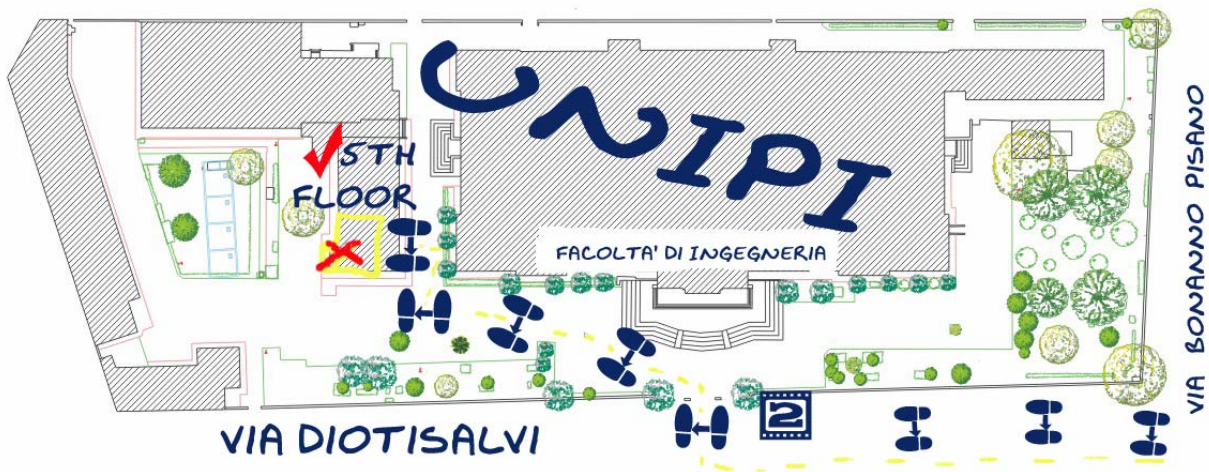 UNIPI
5TH
FLOOR
FACOLTA' DI INGEGNERIA
VIA BONANNO PISANO
2
VIA DIOTISALVI